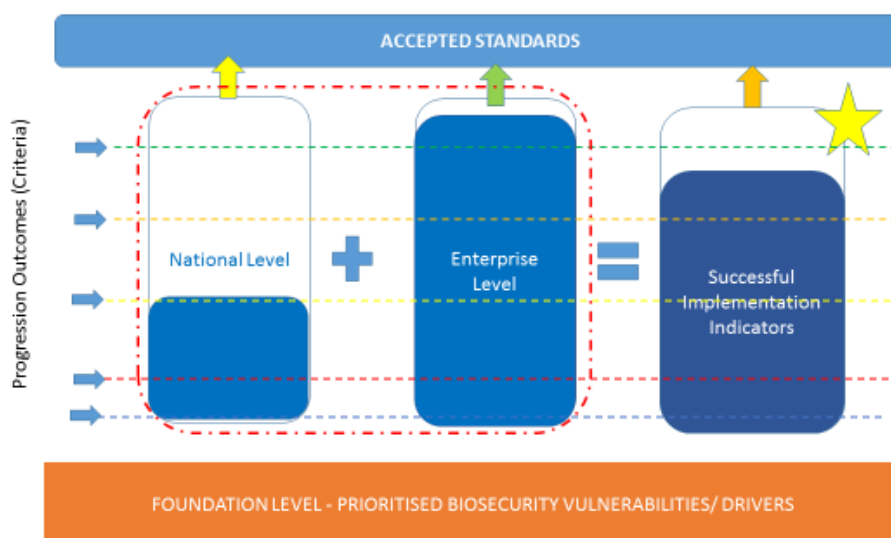 ACCEPTED STANDARDS
Progression Outcomes (Criteria)
National Level
Enterprise
Level
Successful
Implementation
Indicators
FOUNDATION LEVEL - PRIORITISED BIOSECURITY VULNERABILITIES/ DRIVERS